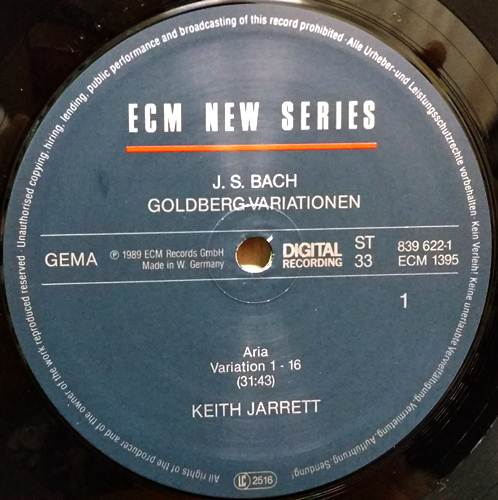 ECM NEW SERIES
J. S. BACH
GOLDBERG-VARIATIONEN
GEMA
℗ 1989 ECM Records GmbH
Made in W. Germany
DIGITAL
RECORDING
ST
33
839 622-1
ECM 1395
1
Aria
Variation 1 - 16
(31:43)
KEITH JARRETT
LC 2516
All rights of the producer and of the owner of the work reproduced reserved · Unauthorised copying, hiring, lending, public performance and broadcasting of this record prohibited · Alle Urheber-und Leistungsschutzrechte vorbehalten · Kein Verleih! Keine unerlaubte Vervielfältigung, Vermietung, Aufführung, Sendung!